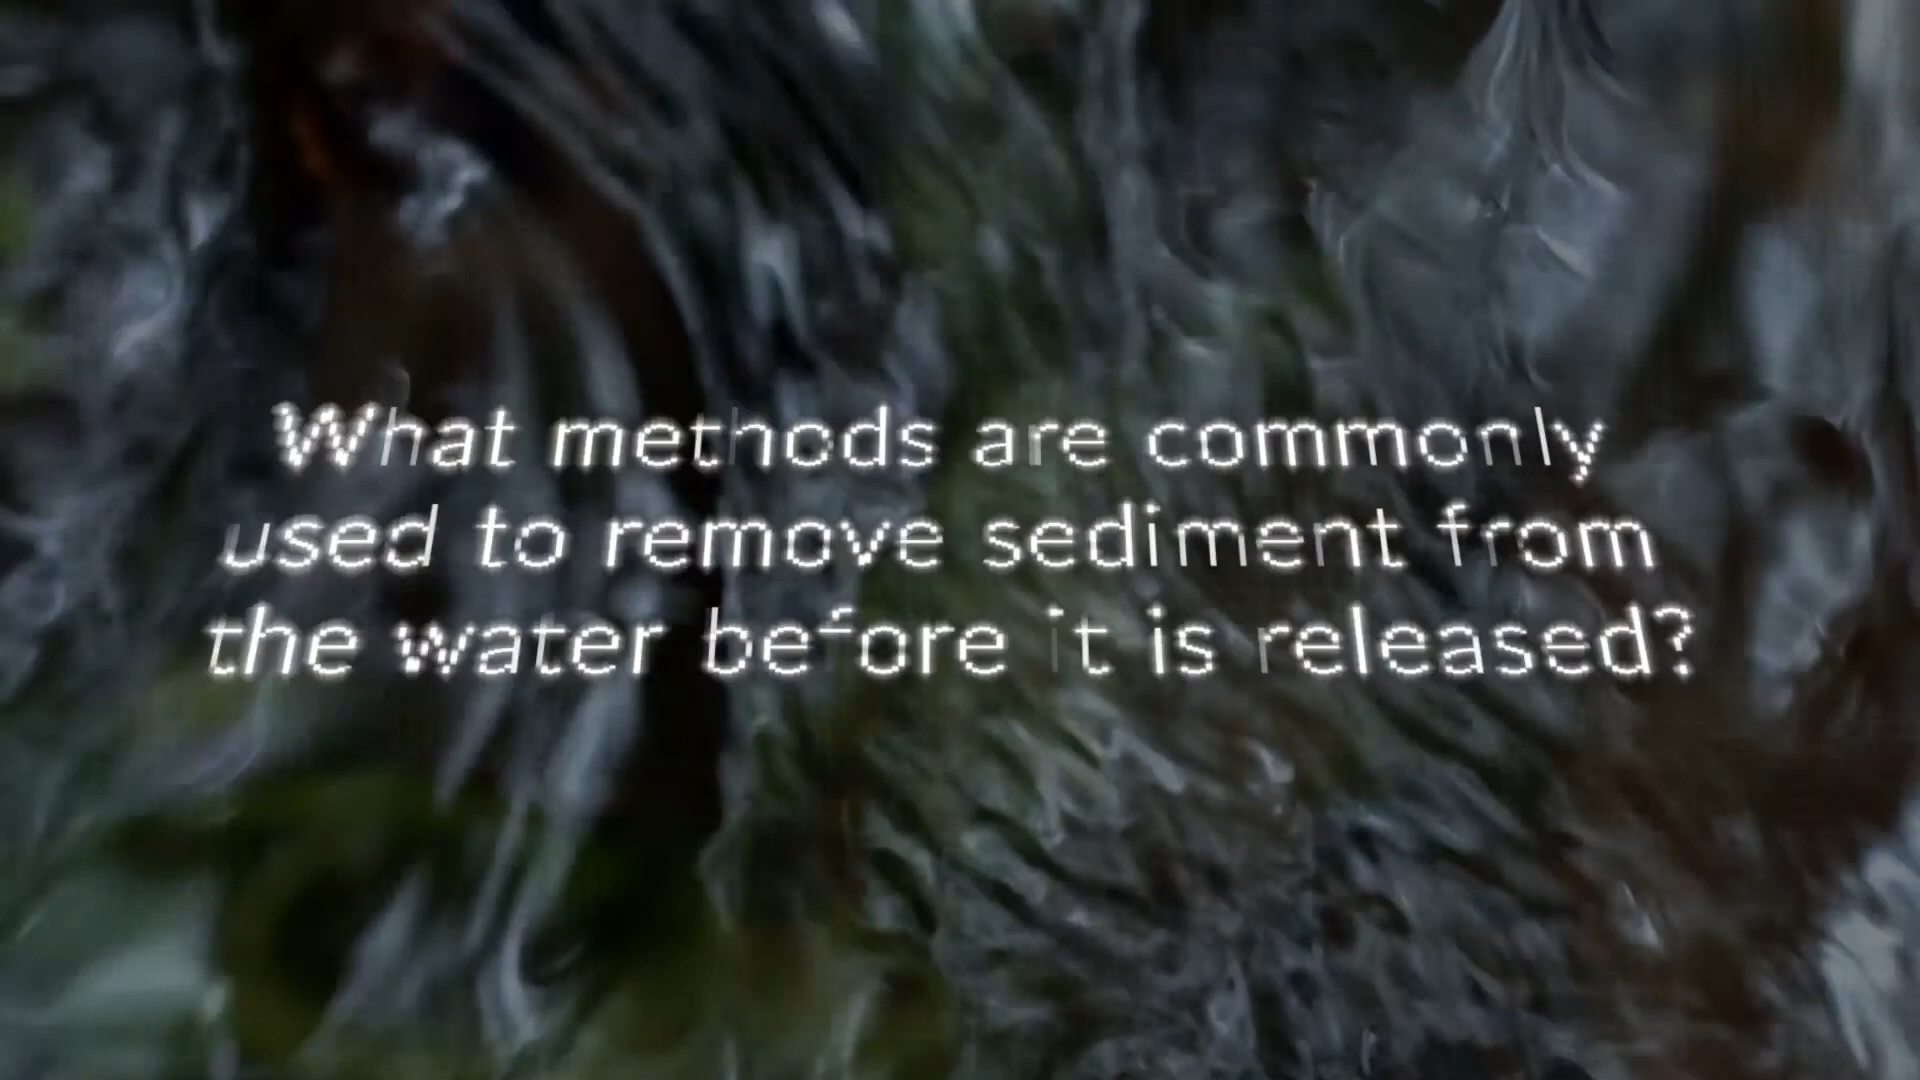 What methods are commonly
used to remove sediment from
the water before it is released?